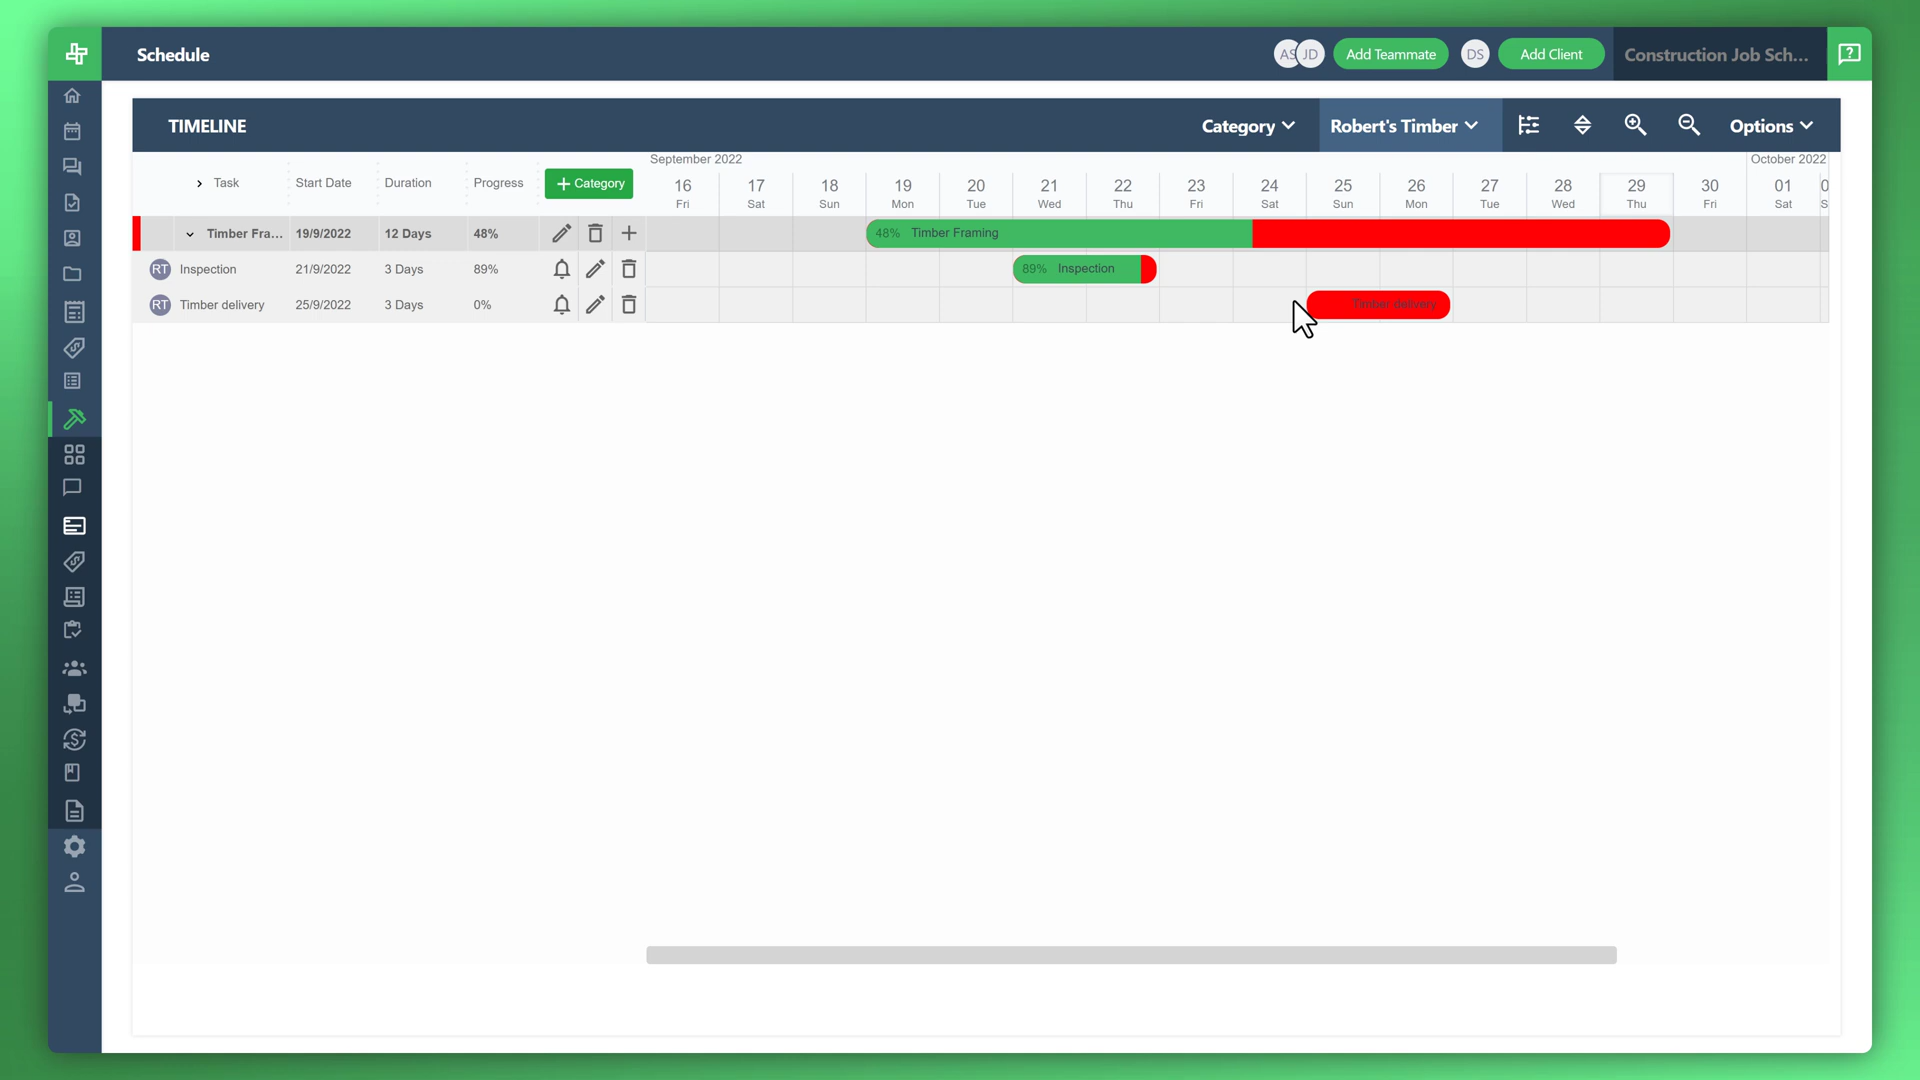 Schedule
AS JD Add Teammate DS Add Client Construction Job Sch...
TIMELINE
Category Robert's Timber Options
September 2022 October 2022
Task Start Date Duration Progress + Category
16 17 18 19 20 21 22 23 24 25 26 27 28 29 30 01 0
Fri Sat Sun Mon Tue Wed Thu Fri Sat Sun Mon Tue Wed Thu Fri Sat S
Timber Fra... 19/9/2022 12 Days 48% 48% Timber Framing
RT Inspection 21/9/2022 3 Days 89% 89% Inspection
RT Timber delivery 25/9/2022 3 Days 0% Timber delivery